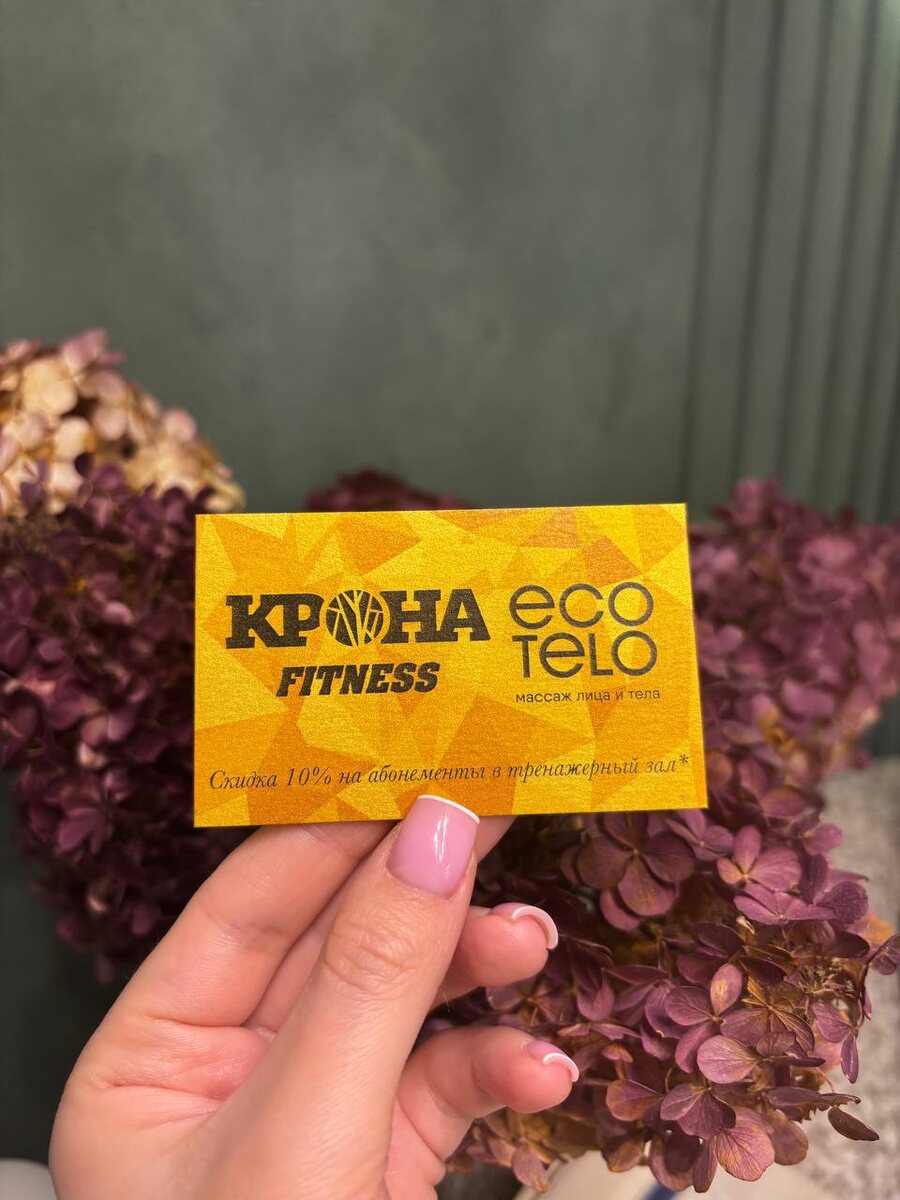 КРОНА
FITNESS
eco
TeLO
массаж лица и тела
Скидка 10% на абонементы в тренажерный зал*